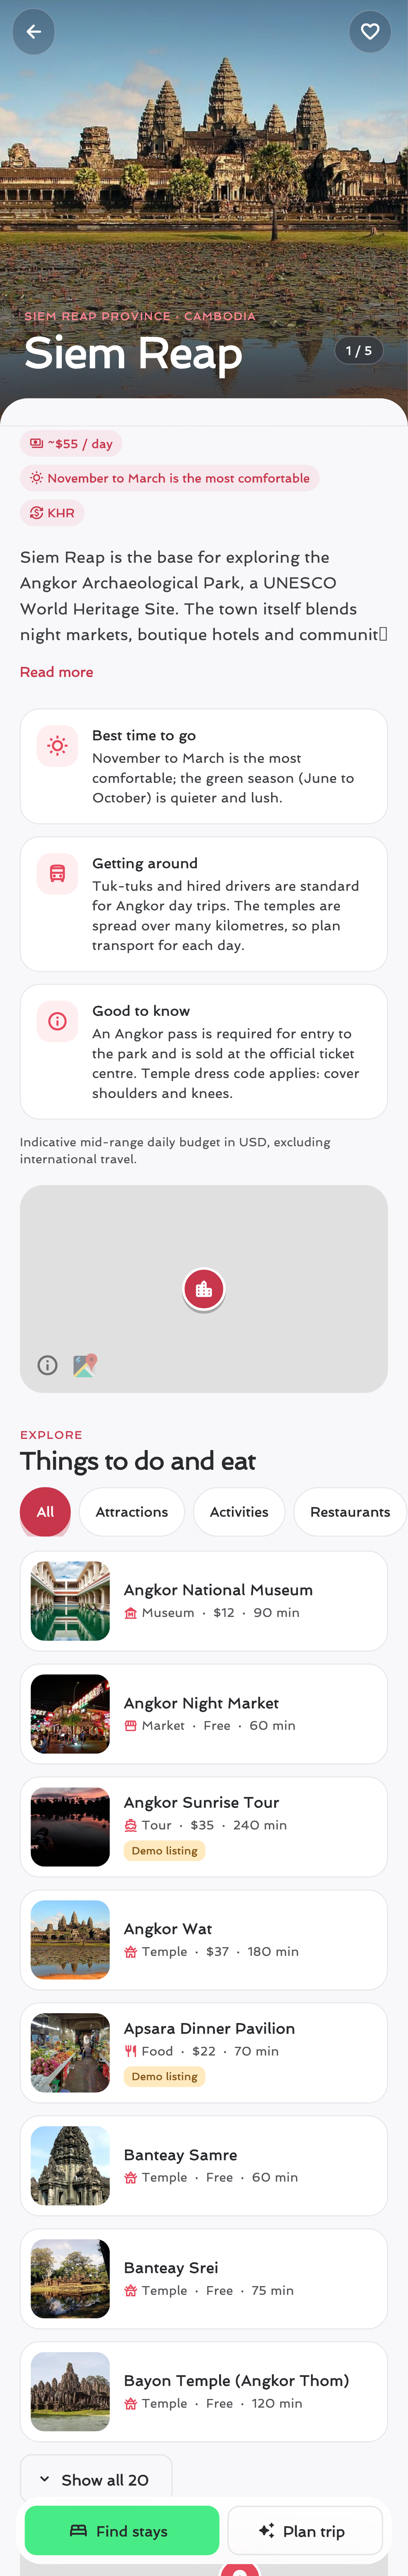 SIEM REAP PROVINCE · CAMBODIA
Siem Reap
1 / 5
~$55 / day
November to March is the most comfortable
KHR
Siem Reap is the base for exploring the
Angkor Archaeological Park, a UNESCO
World Heritage Site. The town itself blends
night markets, boutique hotels and communit
Read more
Best time to go
November to March is the most
comfortable; the green season (June to
October) is quieter and lush.
Getting around
Tuk-tuks and hired drivers are standard
for Angkor day trips. The temples are
spread over many kilometres, so plan
transport for each day.
Good to know
An Angkor pass is required for entry to
the park and is sold at the official ticket
centre. Temple dress code applies: cover
shoulders and knees.
Indicative mid-range daily budget in USD, excluding
international travel.
EXPLORE
Things to do and eat
All Attractions Activities Restaurants
Angkor National Museum
Museum · $12 · 90 min
Angkor Night Market
Market · Free · 60 min
Angkor Sunrise Tour
Tour · $35 · 240 min
Demo listing
Angkor Wat
Temple · $37 · 180 min
Apsara Dinner Pavilion
Food · $22 · 70 min
Demo listing
Banteay Samre
Temple · Free · 60 min
Banteay Srei
Temple · Free · 75 min
Bayon Temple (Angkor Thom)
Temple · Free · 120 min
Show all 20
Find stays Plan trip